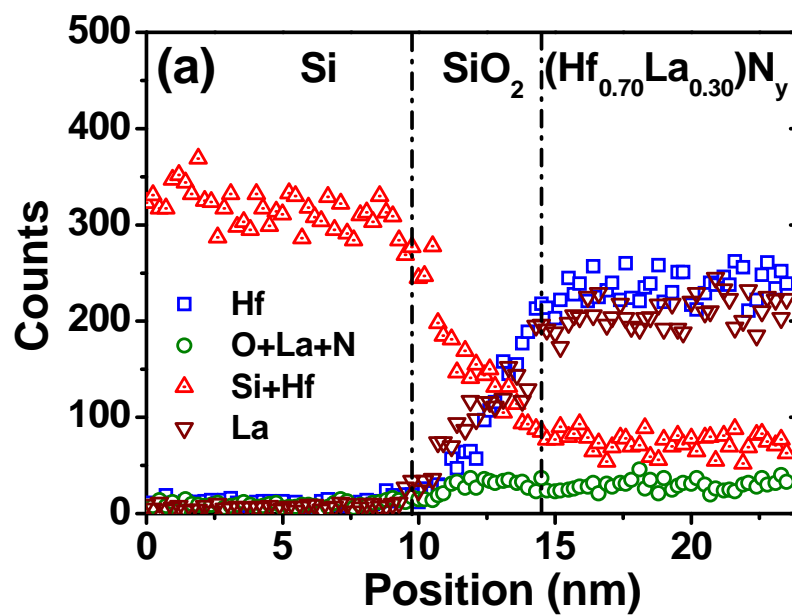 (a) Si SiO2 (Hf0.70La0.30)Ny
500
400
300
200
100
0
Counts
Hf
O+La+N
Si+Hf
La
0 5 10 15 20
Position (nm)